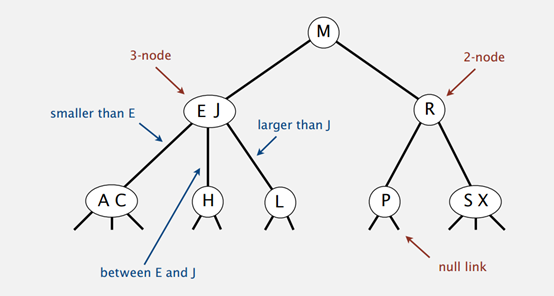 M
3-node
2-node
E J
R
smaller than E
larger than J
A C
H
L
P
S X
between E and J
null link